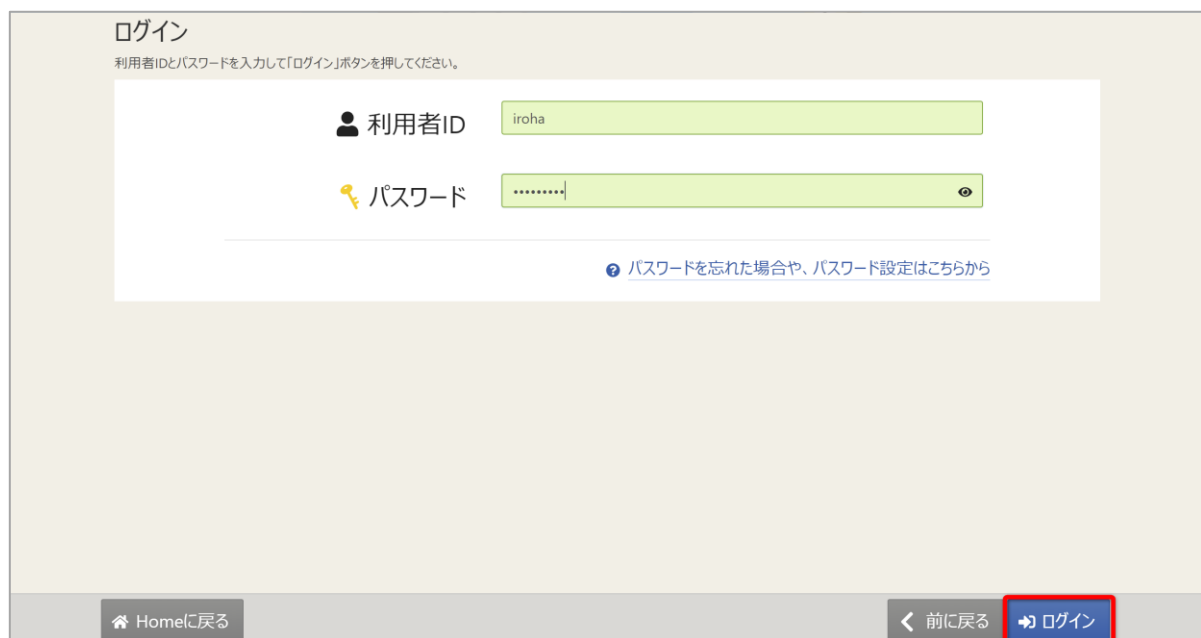 ログイン
利用者IDとパスワードを入力して「ログイン」ボタンを押してください。
利用者ID
iroha
パスワード
•••••••••
パスワードを忘れた場合や、パスワード設定はこちらから
Homeに戻る
前に戻る
ログイン